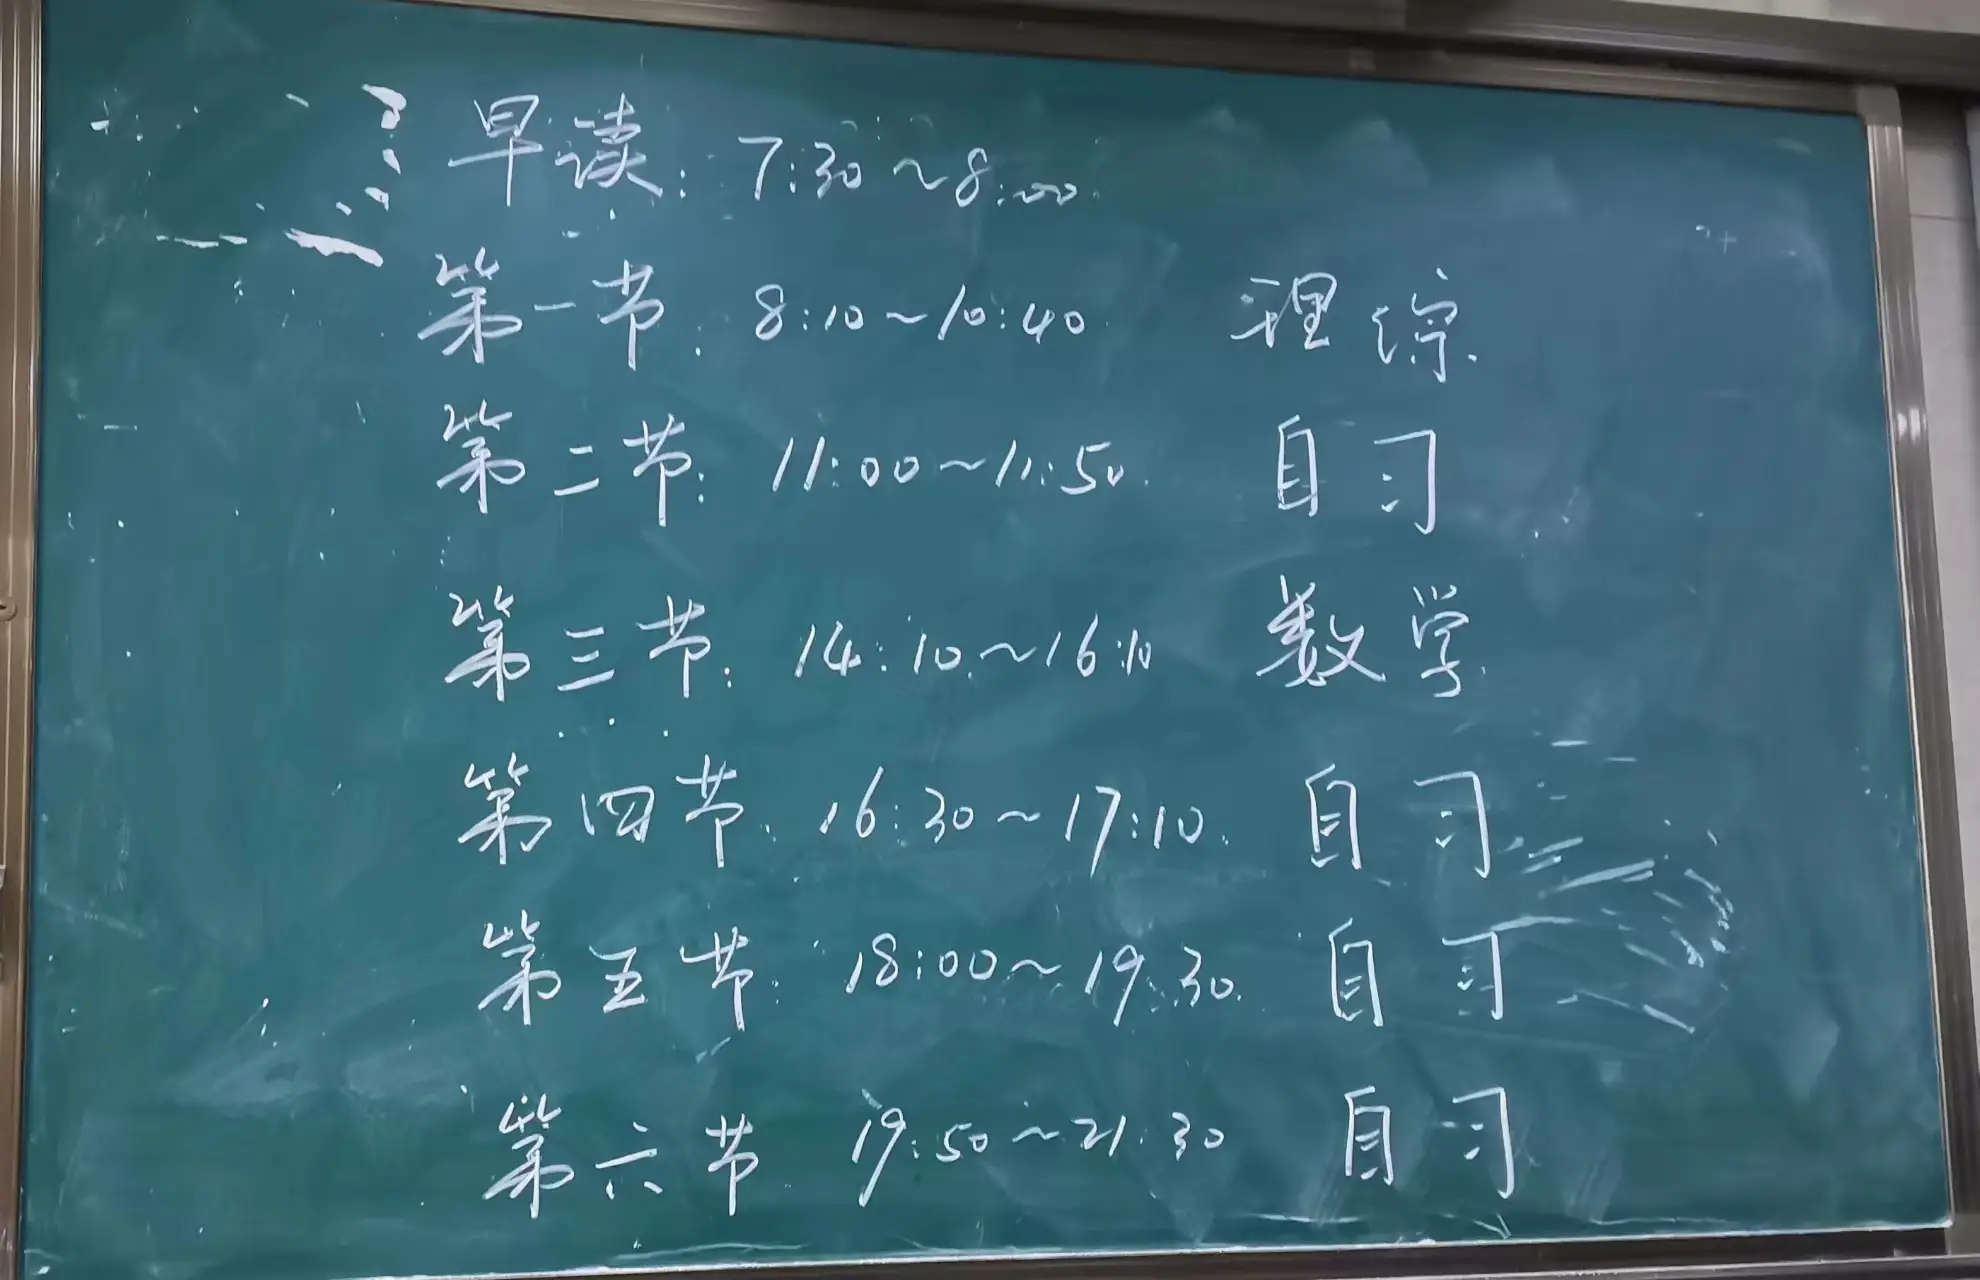 早读: 7:30~8:00
第一节: 8:10~10:40 理综
第二节: 11:00~11:50 自习
第三节: 14:10~16:10 数学
第四节: 16:30~17:10 自习
第五节: 18:00~19:30 自习
第六节 19:50~21:30 自习